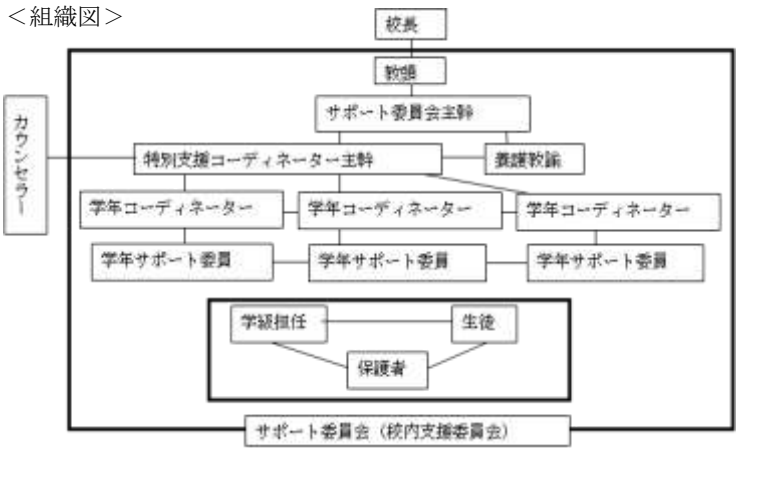 ＜組織図＞
校長
教頭
サポート委員会主幹
カウンセラー
特別支援コーディネーター主幹
養護教諭
学年コーディネーター
学年コーディネーター
学年コーディネーター
学年サポート委員
学年サポート委員
学年サポート委員
学級担任
生徒
保護者
サポート委員会（校内支援委員会）